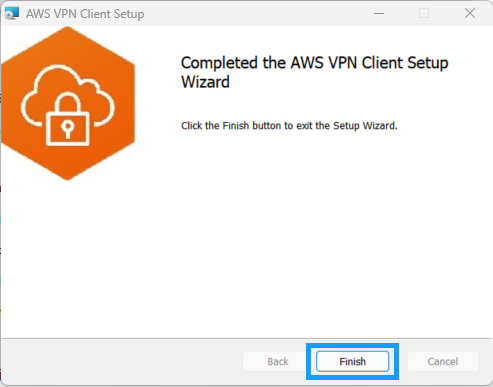 AWS VPN Client Setup
Completed the AWS VPN Client Setup
Wizard
Click the Finish button to exit the Setup Wizard.
Back
Finish
Cancel